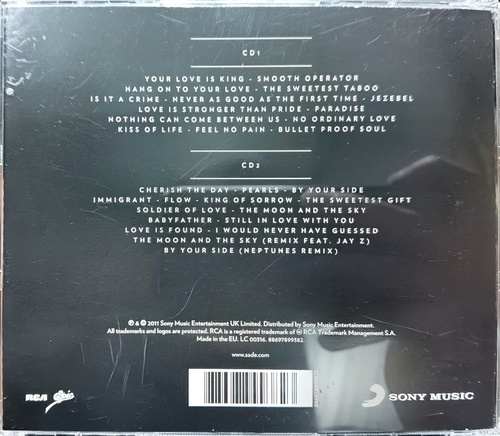 CD1
YOUR LOVE IS KING - SMOOTH OPERATOR
HANG ON TO YOUR LOVE - THE SWEETEST TABOO
IS IT A CRIME - NEVER AS GOOD AS THE FIRST TIME - JEZEBEL
LOVE IS STRONGER THAN PRIDE - PARADISE
NOTHING CAN COME BETWEEN US - NO ORDINARY LOVE
KISS OF LIFE - FEEL NO PAIN - BULLET PROOF SOUL
CD2
CHERISH THE DAY - PEARLS - BY YOUR SIDE
IMMIGRANT - FLOW - KING OF SORROW - THE SWEETEST GIFT
SOLDIER OF LOVE - THE MOON AND THE SKY
BABYFATHER - STILL IN LOVE WITH YOU
LOVE IS FOUND - I WOULD NEVER HAVE GUESSED
THE MOON AND THE SKY (REMIX FEAT. JAY Z)
BY YOUR SIDE (NEPTUNES REMIX)
℗ & © 2011 Sony Music Entertainment UK Limited. Distributed by Sony Music Entertainment.
All trademarks and logos are protected. RCA is a registered trademark of RCA Trademark Management S.A.
Made in the EU. LC 00316. 88697899582
www.sade.com
RCA Epic SONY MUSIC